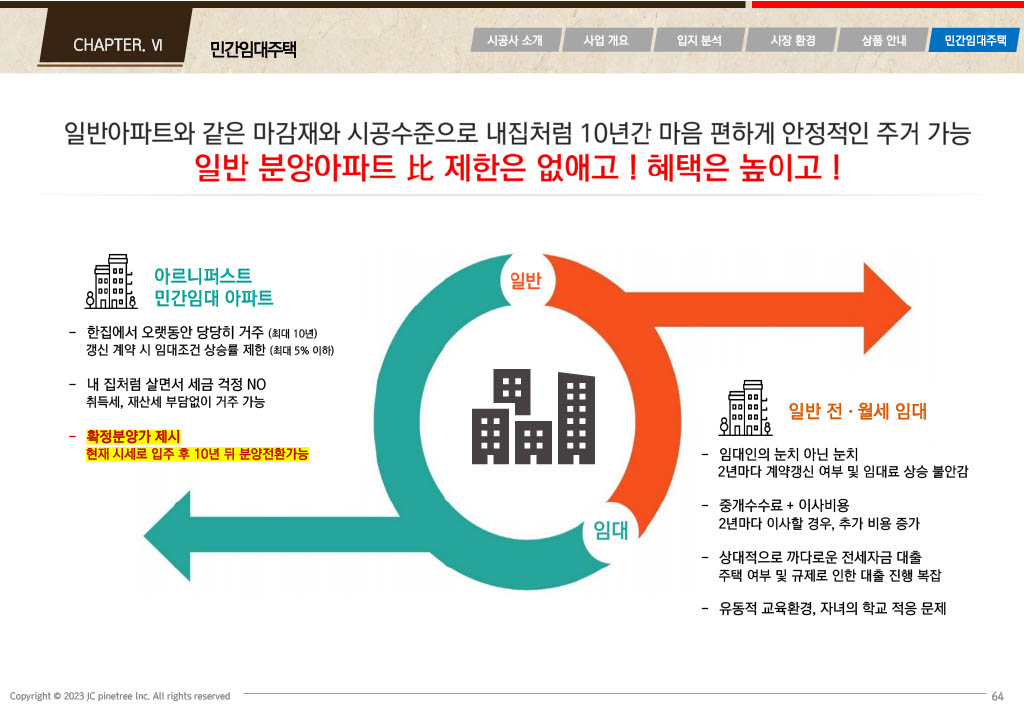 CHAPTER. Ⅵ
민간임대주택
시공사 소개
사업 개요
입지 분석
시장 환경
상품 안내
민간임대주택
일반아파트와 같은 마감재와 시공수준으로 내집처럼 10년간 마음 편하게 안정적인 주거 가능
일반 분양아파트 比 제한은 없애고 ! 혜택은 높이고 !
아르니퍼스트
민간임대 아파트
- 한집에서 오랫동안 당당히 거주 (최대 10년)
갱신 계약 시 임대조건 상승률 제한 (최대 5% 이하)
- 내 집처럼 살면서 세금 걱정 NO
취득세, 재산세 부담없이 거주 가능
- 확정분양가 제시
현재 시세로 입주 후 10년 뒤 분양전환가능
일반
임대
일반 전 · 월세 임대
- 임대인의 눈치 아닌 눈치
2년마다 계약갱신 여부 및 임대료 상승 불안감
- 중개수수료 + 이사비용
2년마다 이사할 경우, 추가 비용 증가
- 상대적으로 까다로운 전세자금 대출
주택 여부 및 규제로 인한 대출 진행 복잡
- 유동적 교육환경, 자녀의 학교 적응 문제
Copyright © 2023 JC pinetree Inc. All rights reserved
64